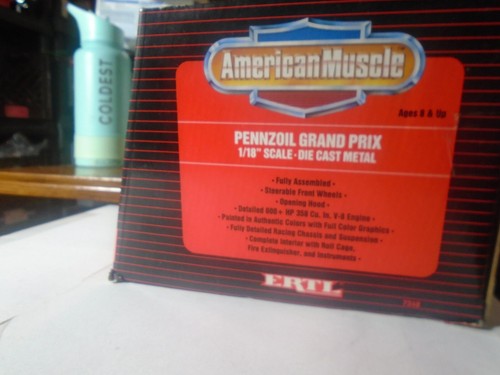 COLDEST
AmericanMuscle
Ages 8 & Up
PENNZOIL GRAND PRIX
1/18" SCALE • DIE CAST METAL
• Fully Assembled •
• Steerable Front Wheels •
• Opening Hood •
• Detailed 600+ HP 358 Cu. In. V-8 Engine •
• Painted in Authentic Colors with Full Color Graphics •
• Fully Detailed Racing Chassis and Suspension •
• Complete Interior with Roll Cage,
Fire Extinguisher, and Instruments •
ERTL